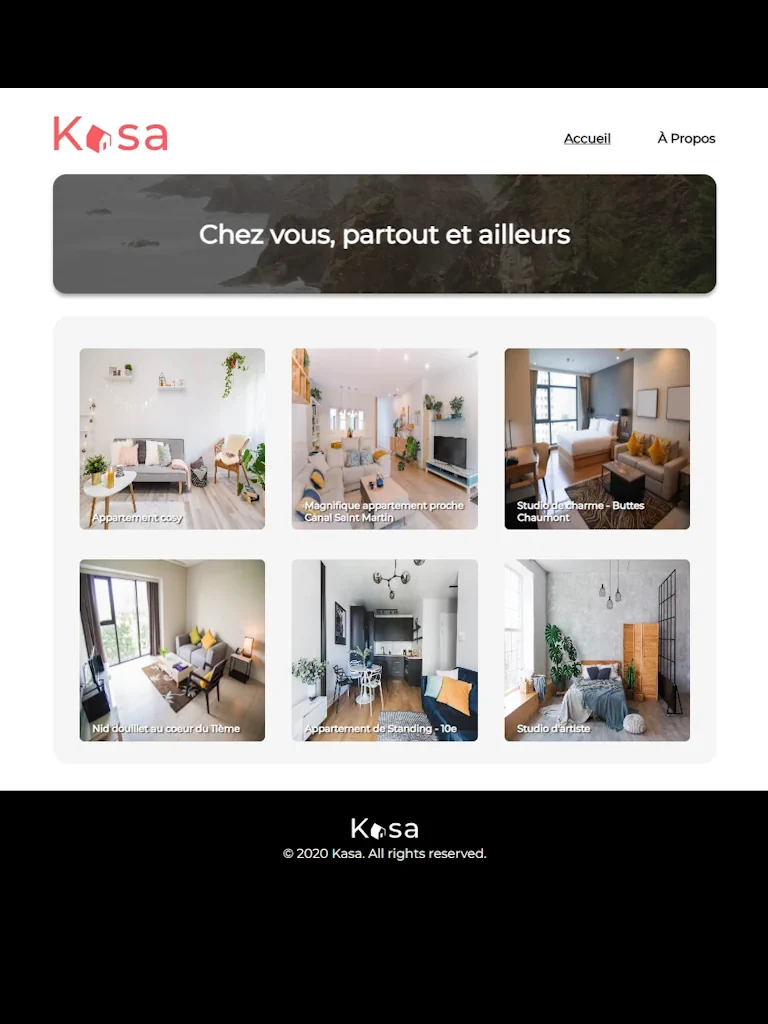 Kasa
Accueil
À Propos
Chez vous, partout et ailleurs
Appartement cosy
Magnifique appartement proche
Canal Saint Martin
Studio de charme - Buttes
Chaumont
Nid douillet au coeur du 11ème
Appartement de Standing - 10e
Studio d'artiste
Kasa
© 2020 Kasa. All rights reserved.